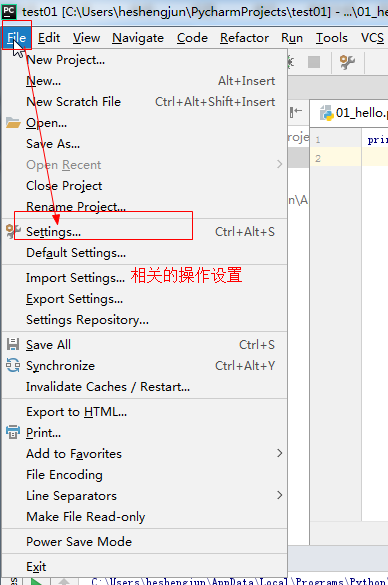 test01 [C:\Users\heshengjun\PycharmProjects\test01] - ...\01_he
File Edit View Navigate Code Refactor Run Tools VCS
New Project...
New... Alt+Insert
New Scratch File Ctrl+Alt+Shift+Insert
Open...
Save As...
Open Recent
Close Project
Rename Project...
Settings... Ctrl+Alt+S
Default Settings...
Import Settings... 相关的操作设置
Export Settings...
Settings Repository...
Save All Ctrl+S
Synchronize Ctrl+Alt+Y
Invalidate Caches / Restart...
Export to HTML...
Print...
Add to Favorites
File Encoding
Line Separators
Make File Read-only
Power Save Mode
Exit
01_hello.p
1 prin
2
roje
n\A
C:\Users\heshengjun\AppData\Local\Programs\Python